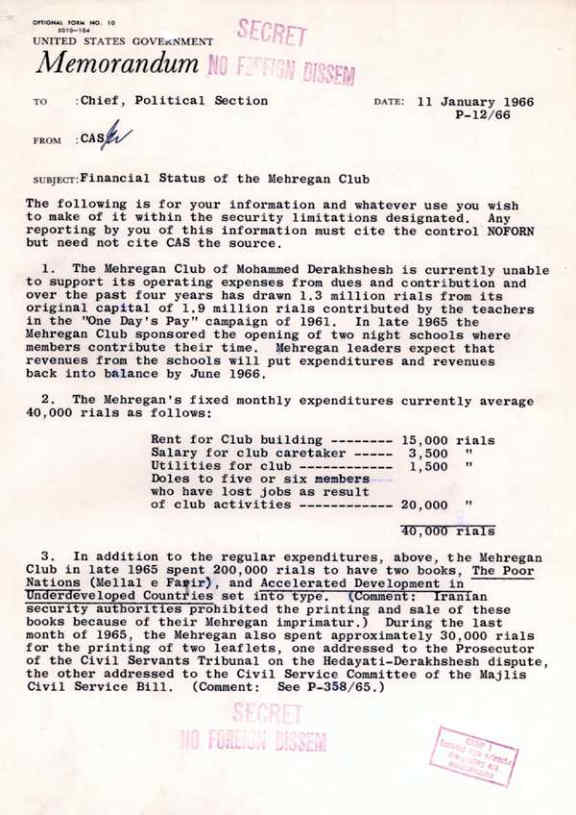 OPTIONAL FORM NO. 10
5010-104
UNITED STATES GOVERNMENT
Memorandum
SECRET
NO FOREIGN DISSEM
TO :Chief, Political Section DATE: 11 January 1966
P-12/66
FROM :CAS
SUBJECT:Financial Status of the Mehregan Club
The following is for your information and whatever use you wish
to make of it within the security limitations designated. Any
reporting by you of this information must cite the control NOFORN
but need not cite CAS the source.
1. The Mehregan Club of Mohammed Derakhshesh is currently unable
to support its operating expenses from dues and contribution and
over the past four years has drawn 1.3 million rials from its
original capital of 1.9 million rials contributed by the teachers
in the "One Day's Pay" campaign of 1961. In late 1965 the
Mehregan Club sponsored the opening of two night schools where
members contribute their time. Mehregan leaders expect that
revenues from the schools will put expenditures and revenues
back into balance by June 1966.
2. The Mehregan's fixed monthly expenditures currently average
40,000 rials as follows:
Rent for Club building -------- 15,000 rials
Salary for club caretaker ----- 3,500 "
Utilities for club ------------ 1,500 "
Doles to five or six members
who have lost jobs as result
of club activities ------------ 20,000 "
40,000 rials
3. In addition to the regular expenditures, above, the Mehregan
Club in late 1965 spent 200,000 rials to have two books, The Poor
Nations (Mellal e Faqir), and Accelerated Development in
Underdeveloped Countries set into type. (Comment: Iranian
security authorities prohibited the printing and sale of these
books because of their Mehregan imprimatur.) During the last
month of 1965, the Mehregan also spent approximately 30,000 rials
for the printing of two leaflets, one addressed to the Prosecutor
of the Civil Servants Tribunal on the Hedayati-Derakhshesh dispute,
the other addressed to the Civil Service Committee of the Majlis
Civil Service Bill. (Comment: See P-358/65.)
SECRET
NO FOREIGN DISSEM